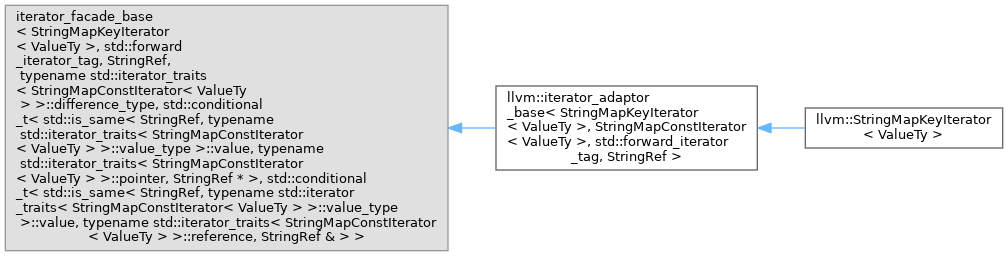 iterator_facade_base
< StringMapKeyIterator
< ValueTy >, std::forward
_iterator_tag, StringRef,
typename std::iterator_traits
< StringMapConstIterator< ValueTy
> >::difference_type, std::conditional
_t< std::is_same< StringRef, typename
std::iterator_traits< StringMapConstIterator
< ValueTy > >::value_type >::value, typename
std::iterator_traits< StringMapConstIterator
< ValueTy > >::pointer, StringRef * >, std::conditional
_t< std::is_same< StringRef, typename std::iterator
_traits< StringMapConstIterator< ValueTy > >::value_type
>::value, typename std::iterator_traits< StringMapConstIterator
< ValueTy > >::reference, StringRef & > >
llvm::iterator_adaptor
_base< StringMapKeyIterator
< ValueTy >, StringMapConstIterator
< ValueTy >, std::forward_iterator
_tag, StringRef >
llvm::StringMapKeyIterator
< ValueTy >